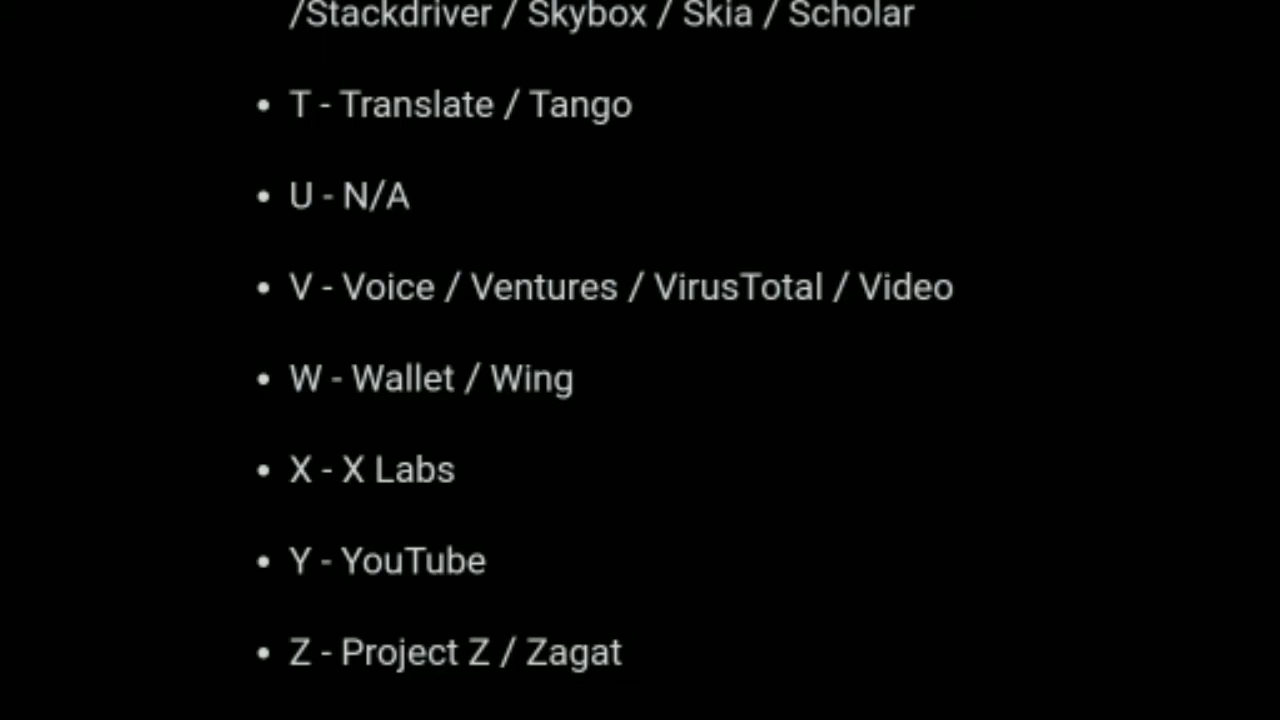 /Stackdriver / Skybox / Skia / Scholar
• T - Translate / Tango
• U - N/A
• V - Voice / Ventures / VirusTotal / Video
• W - Wallet / Wing
• X - X Labs
• Y - YouTube
• Z - Project Z / Zagat